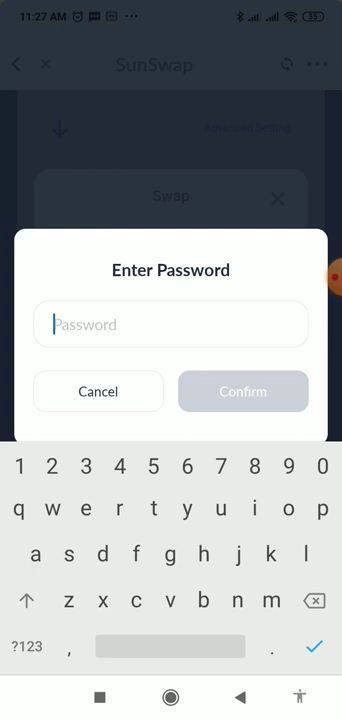 11:27 AM
35
SunSwap
Advanced Setting
Swap
Enter Password
Password
Cancel
Confirm
1 2 3 4 5 6 7 8 9 0
q w e r t y u i o p
a s d f g h j k l
z x c v b n m
?123 , .